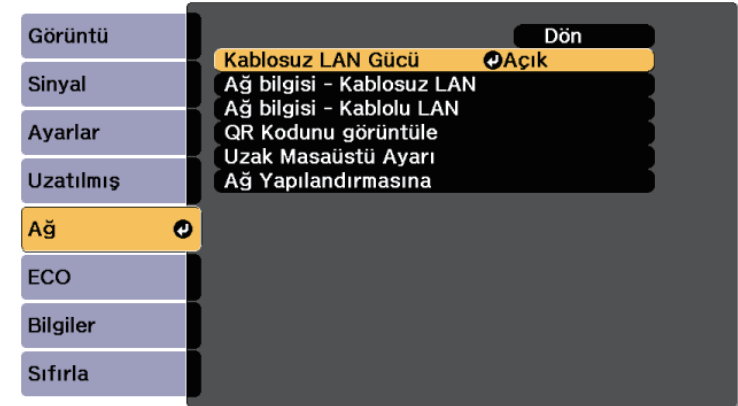 Görüntü
Sinyal
Ayarlar
Uzatılmış
Ağ
ECO
Bilgiler
Sıfırla
Dön
Kablosuz LAN Gücü Açık
Ağ bilgisi - Kablosuz LAN
Ağ bilgisi - Kablolu LAN
QR Kodunu görüntüle
Uzak Masaüstü Ayarı
Ağ Yapılandırmasına